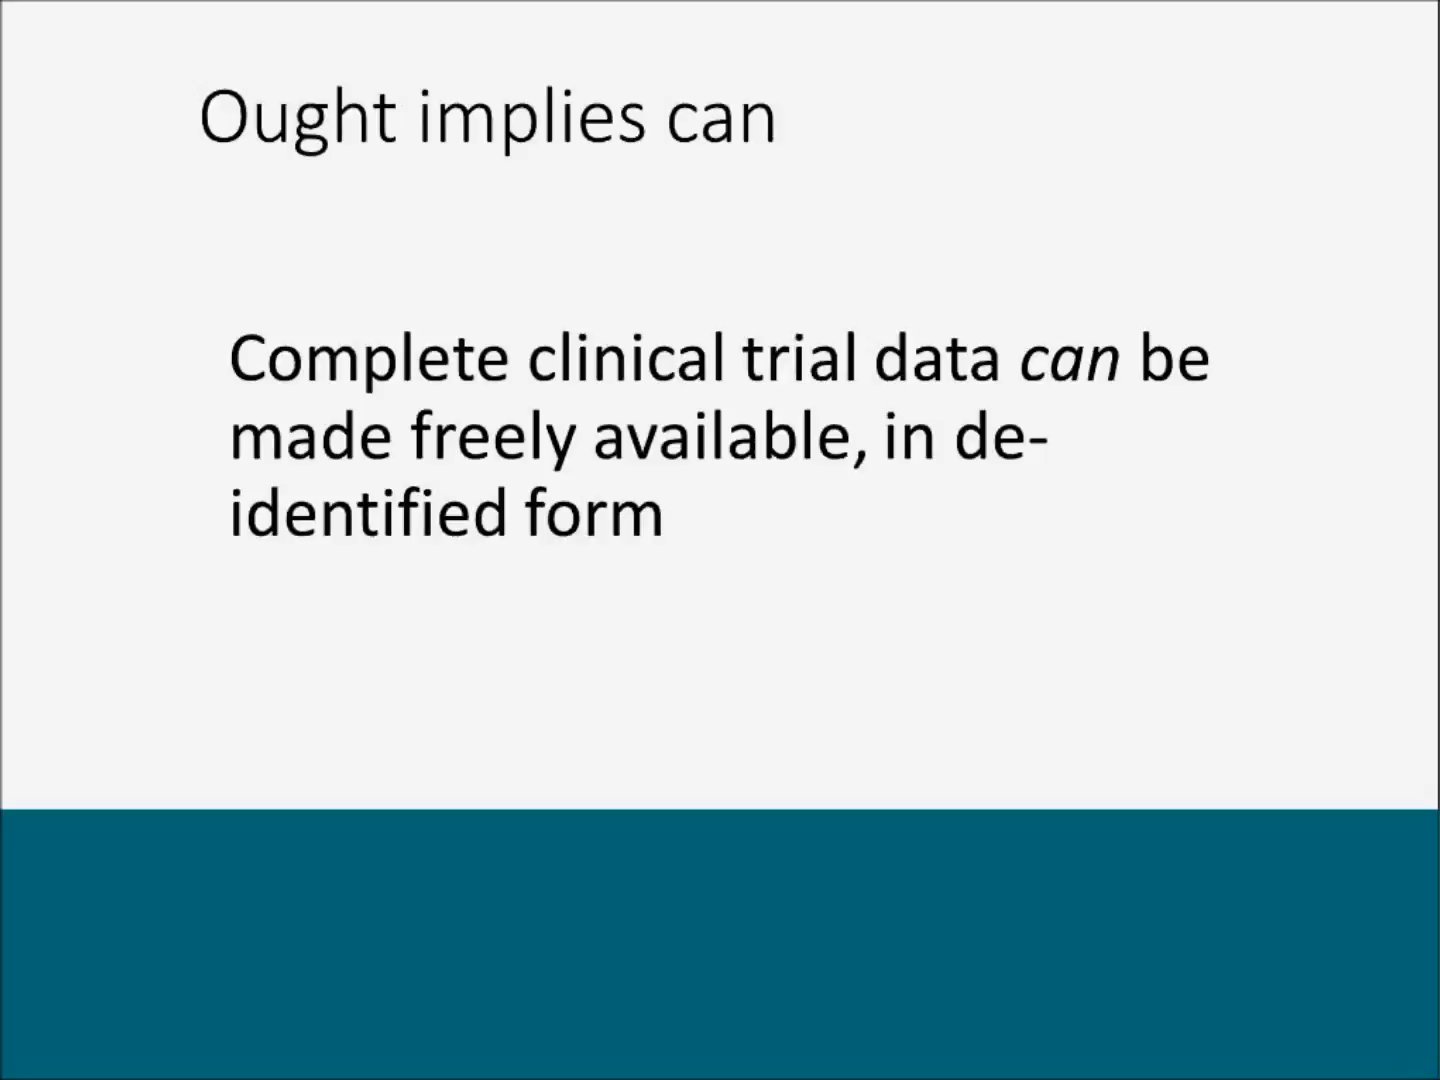 Ought implies can
Complete clinical trial data can be
made freely available, in de-
identified form